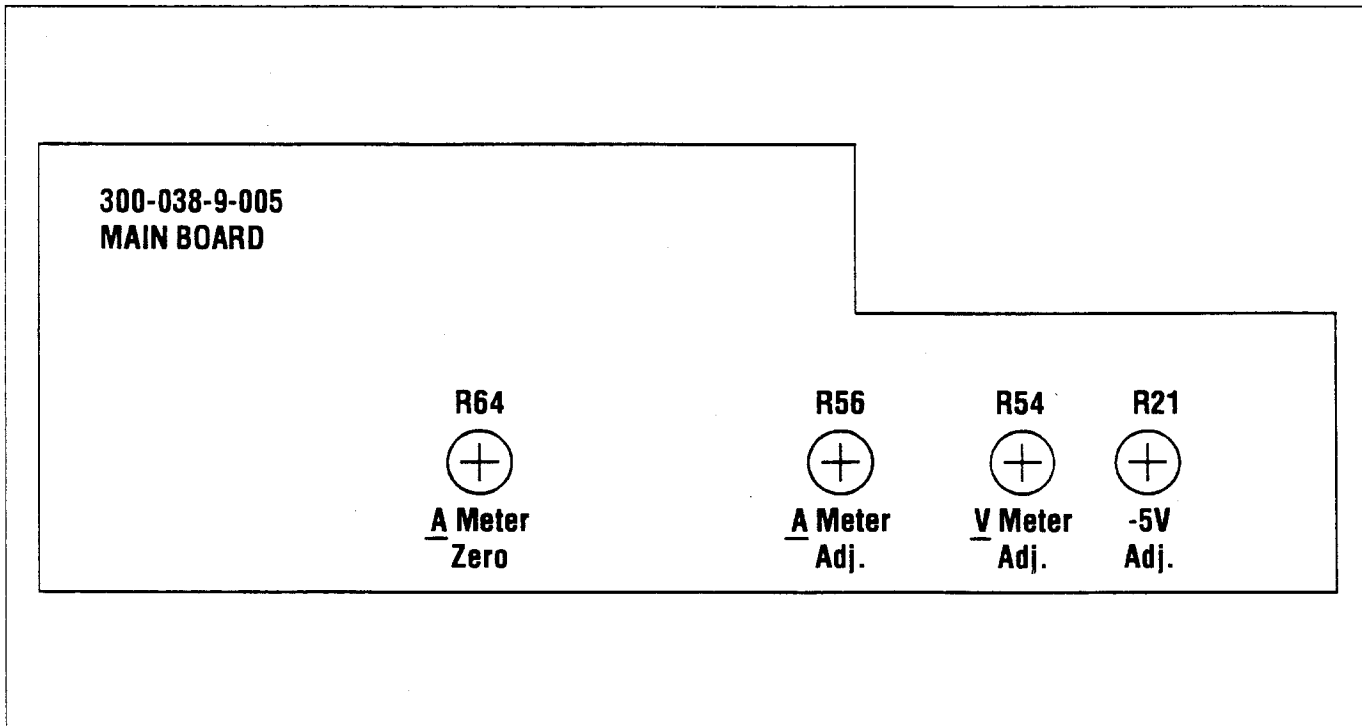 300-038-9-005
MAIN BOARD
R64
R56
R54
R21
A Meter
Zero
A Meter
Adj.
V Meter
Adj.
-5V
Adj.